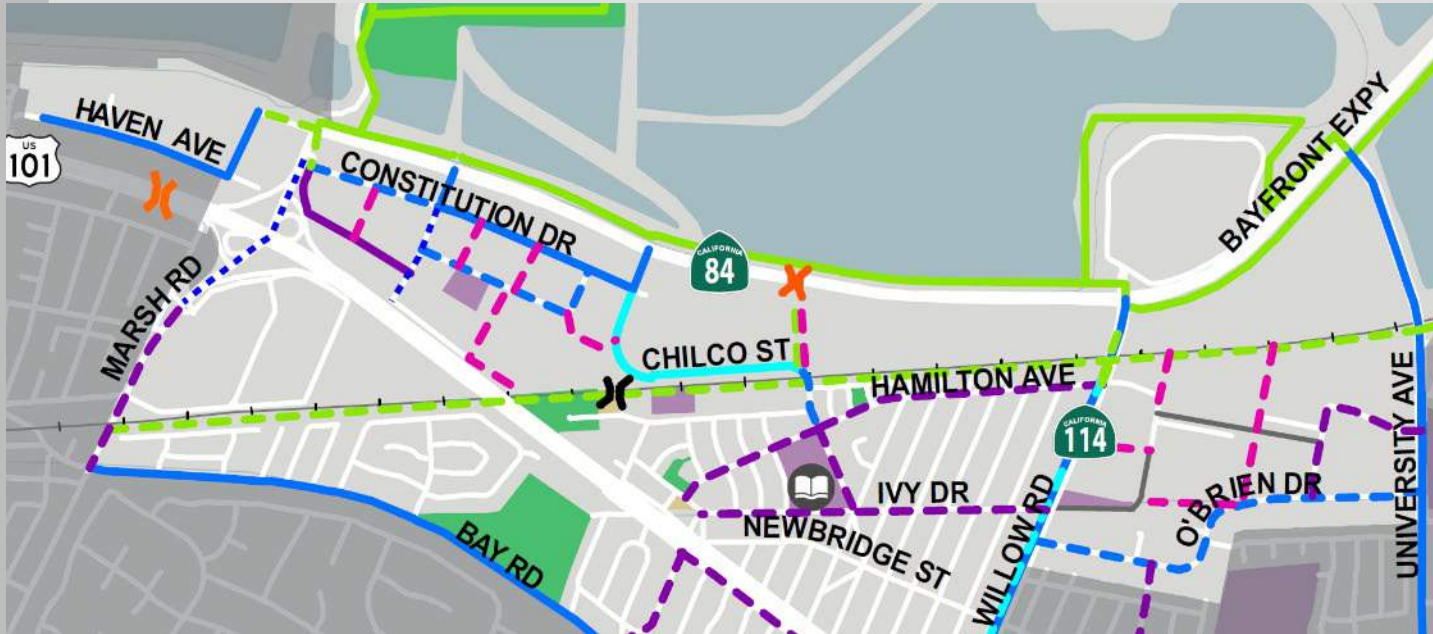 HAVEN AVE
US
101
CONSTITUTION DR
MARSH RD
CALIFORNIA
84
BAYFRONT EXPY
CHILCO ST
HAMILTON AVE
CALIFORNIA
114
UNIVERSITY AVE
IVY DR
O'BRIEN DR
NEWBRIDGE ST
WILLOW RD
BAY RD